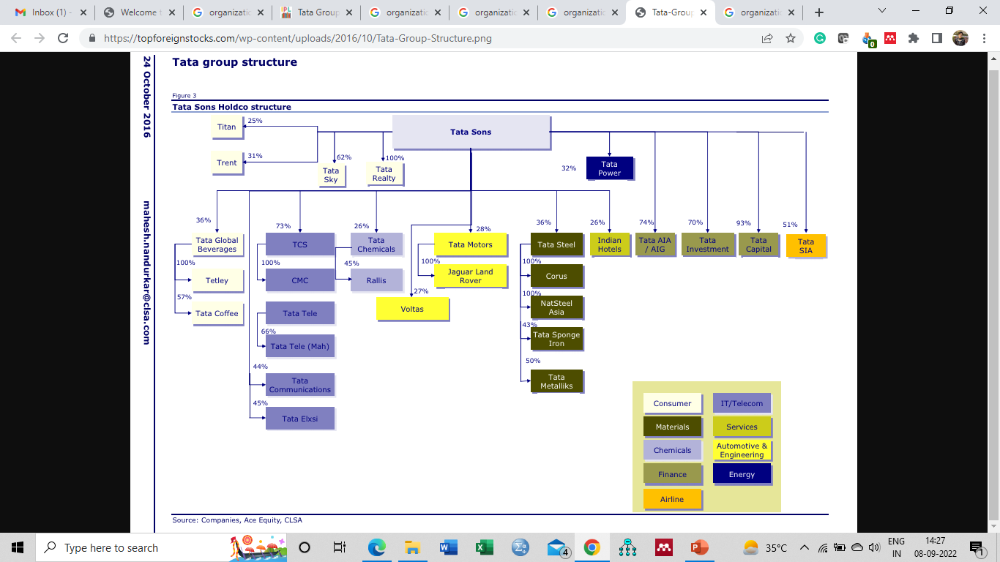 Inbox (1) -
Welcome t
organizatio
Tata Group
organizatio
organizatio
organizatio
Tata-Group
organizatio
https://topforeignstocks.com/wp-content/uploads/2016/10/Tata-Group-Structure.png
0
24 October 2016
mahesh.nandurkar@clsa.com
Tata group structure
Figure 3
Tata Sons Holdco structure
Tata Sons
Titan
25%
Trent
31%
62%
Tata
Sky
100%
Tata
Realty
32%
Tata
Power
36%
Tata Global
Beverages
100%
Tetley
57%
Tata Coffee
73%
TCS
100%
CMC
Tata Tele
66%
Tata Tele (Mah)
44%
Tata
Communications
45%
Tata Elxsi
26%
Tata
Chemicals
45%
Rallis
28%
Tata Motors
100%
Jaguar Land
Rover
27%
Voltas
36%
Tata Steel
100%
Corus
100%
NatSteel
Asia
43%
Tata Sponge
Iron
50%
Tata
Metalliks
26%
Indian
Hotels
74%
Tata AIA
/ AIG
70%
Tata
Investment
93%
Tata
Capital
51%
Tata
SIA
Consumer
IT/Telecom
Materials
Services
Chemicals
Automotive &
Engineering
Finance
Energy
Airline
Source: Companies, Ace Equity, CLSA
Type here to search
4
35°C
ENG
IN
14:27
08-09-2022
1